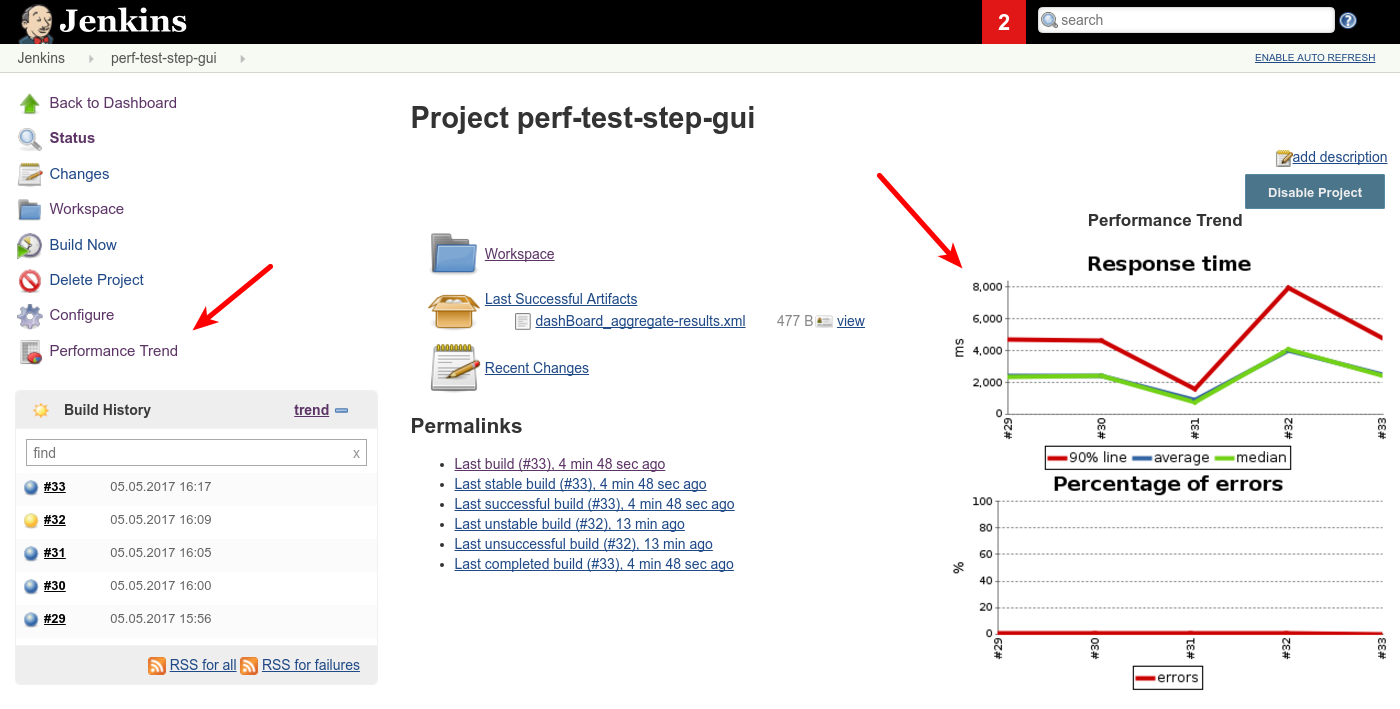 Jenkins
2
search
Jenkins
perf-test-step-gui
ENABLE AUTO REFRESH
Back to Dashboard
Status
Changes
Workspace
Build Now
Delete Project
Configure
Performance Trend
Build History
trend
find
x
#33 05.05.2017 16:17
#32 05.05.2017 16:09
#31 05.05.2017 16:05
#30 05.05.2017 16:00
#29 05.05.2017 15:56
RSS for all RSS for failures
Project perf-test-step-gui
add description
Disable Project
Workspace
Last Successful Artifacts
dashBoard_aggregate-results.xml 477 B view
Recent Changes
Permalinks
Last build (#33), 4 min 48 sec ago
Last stable build (#33), 4 min 48 sec ago
Last successful build (#33), 4 min 48 sec ago
Last unstable build (#32), 13 min ago
Last unsuccessful build (#32), 13 min ago
Last completed build (#33), 4 min 48 sec ago
Performance Trend
Response time
8,000
6,000
4,000
2,000
0
ms
#29 #30 #31 #32 #33
90% line average median
Percentage of errors
100
80
60
40
20
0
%
#29 #30 #31 #32 #33
errors